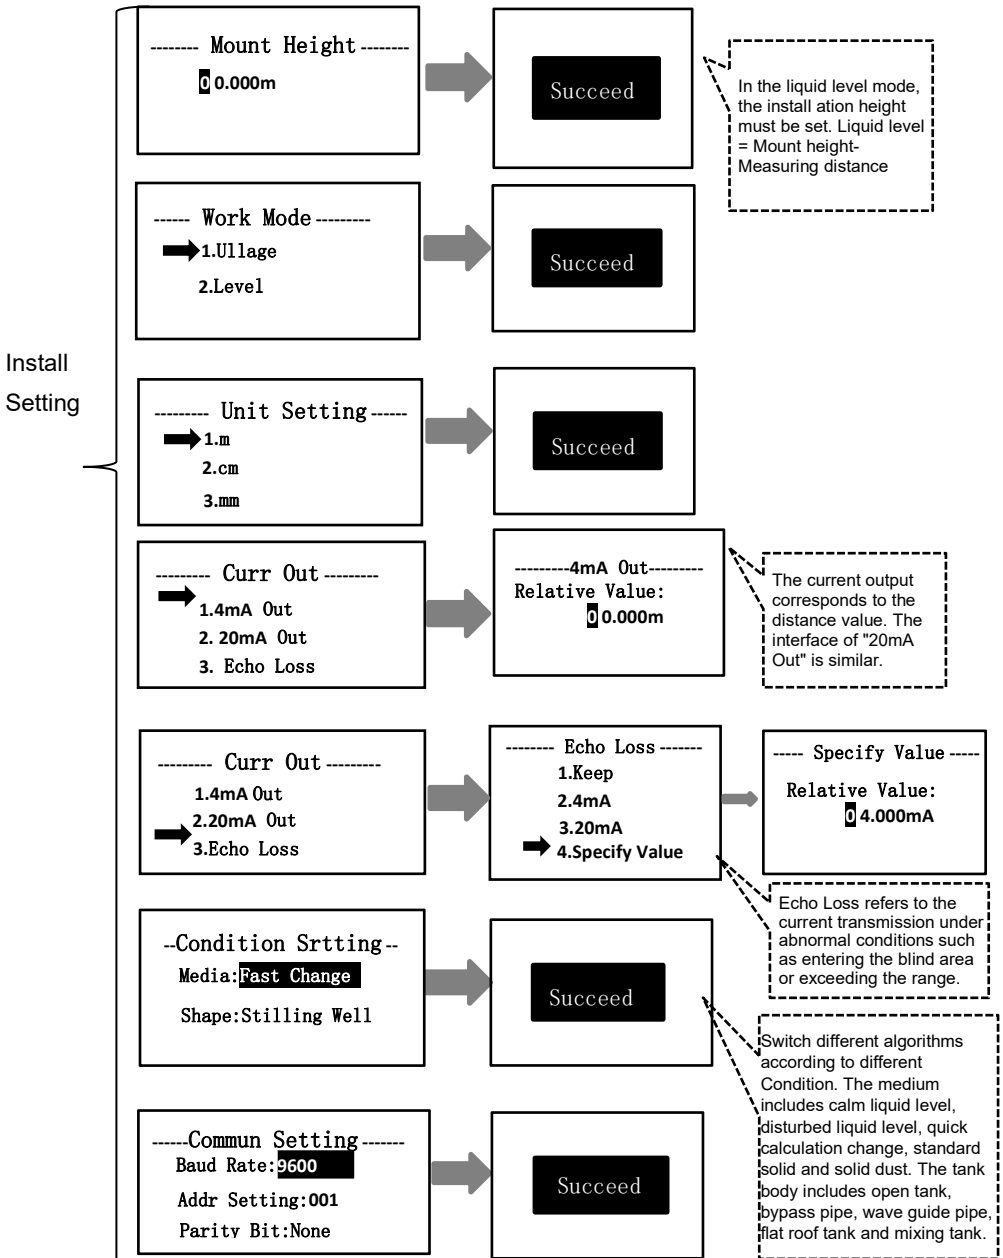 Install
Setting
-------- Mount Height --------
0 0.000m
Succeed
In the liquid level mode,
the install ation height
must be set. Liquid level
= Mount height-
Measuring distance
------ Work Mode ---------
1.Ullage
2.Level
Succeed
--------- Unit Setting ------
1.m
2.cm
3.mm
Succeed
--------- Curr Out ---------
1.4mA Out
2. 20mA Out
3. Echo Loss
---------4mA Out---------
Relative Value:
0 0.000m
The current output
corresponds to the
distance value. The
interface of "20mA
Out" is similar.
--------- Curr Out ---------
1.4mA Out
2.20mA Out
3.Echo Loss
-------- Echo Loss -------
1.Keep
2.4mA
3.20mA
4.Specify Value
----- Specify Value -----
Relative Value:
0 4.000mA
Echo Loss refers to the
current transmission under
abnormal conditions such
as entering the blind area
or exceeding the range.
--Condition Srtting--
Media:Fast Change
Shape:Stilling Well
Succeed
Switch different algorithms
according to different
Condition. The medium
includes calm liquid level,
disturbed liquid level, quick
calculation change, standard
solid and solid dust. The tank
body includes open tank,
bypass pipe, wave guide pipe,
flat roof tank and mixing tank.
------Commun Setting-------
Baud Rate:9600
Addr Setting:001
Parity Bit:None
Succeed